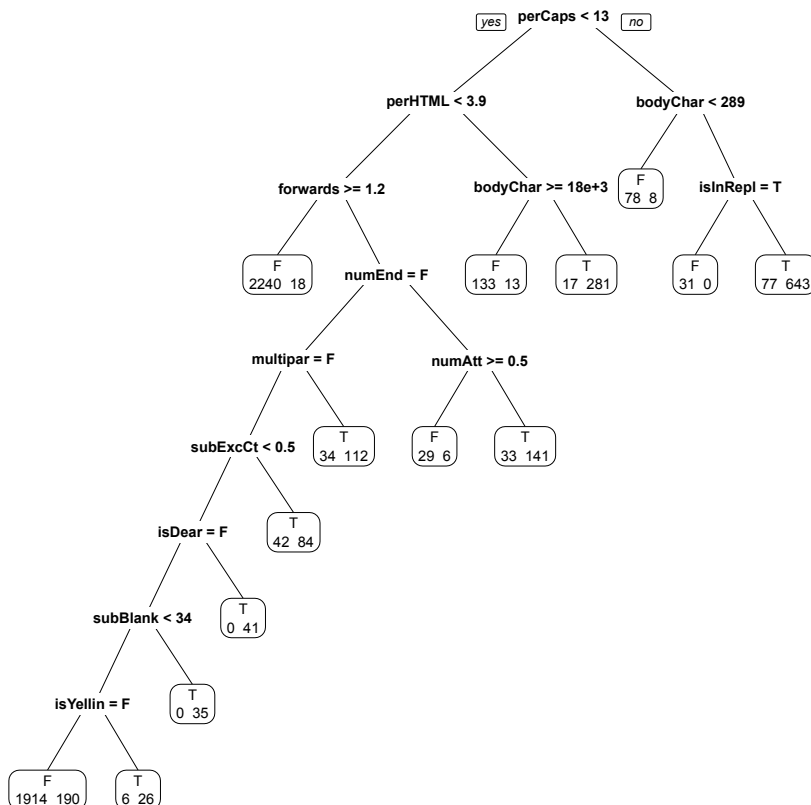 yes perCaps < 13 no
perHTML < 3.9 bodyChar < 289
forwards >= 1.2 bodyChar >= 18e+3 F isInRepl = T
78 8
F numEnd = F F T F T
2240 18 133 13 17 281 31 0 77 643
multipar = F numAtt >= 0.5
subExcCt < 0.5 T F T
34 112 29 6 33 141
isDear = F T
42 84
subBlank < 34 T
0 41
isYellin = F T
0 35
F T
1914 190 6 26